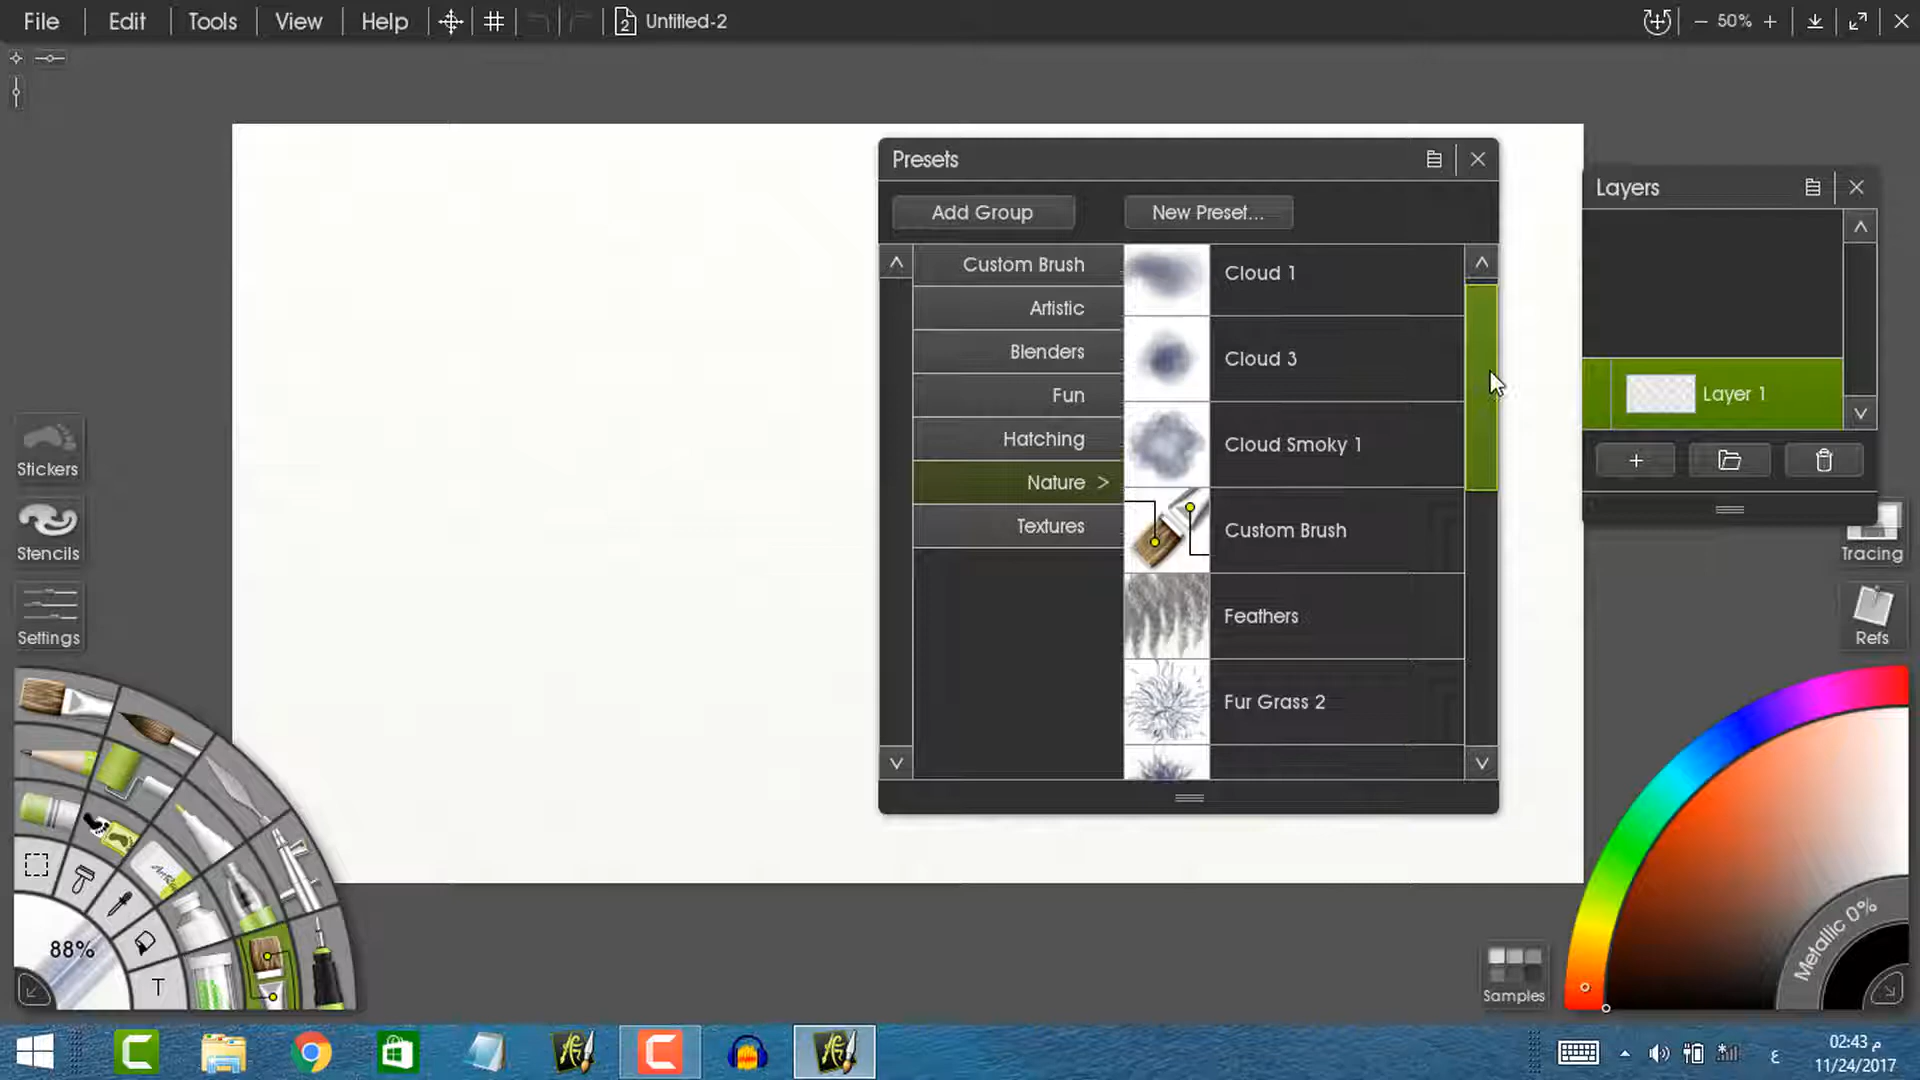 File
Edit
Tools
View
Help
2
Untitled-2
50%
Presets
Add Group
New Preset...
Custom Brush
Artistic
Blenders
Fun
Hatching
Nature >
Textures
Cloud 1
Cloud 3
Cloud Smoky 1
Custom Brush
Feathers
Fur Grass 2
Layers
Layer 1
Stickers
Stencils
Settings
Tracing
Refs
88%
T
Metallic 0%
Samples
ع
02:43 م
11/24/2017